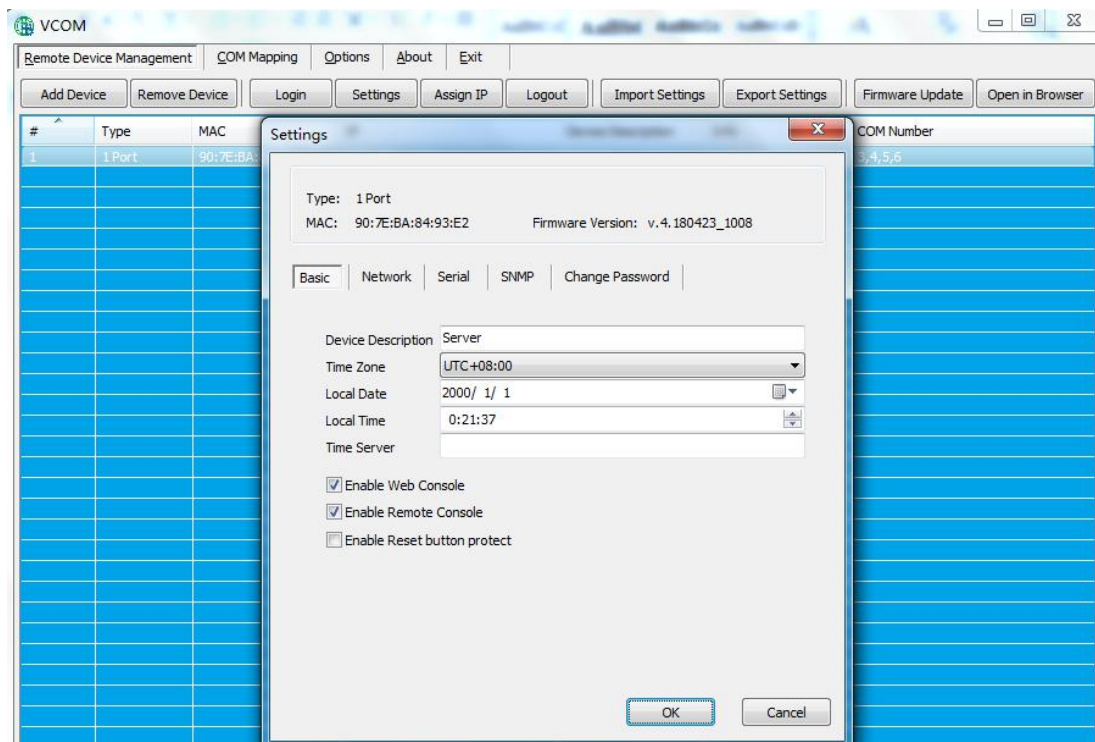 VCOM
Remote Device Management COM Mapping Options About Exit
Add Device Remove Device Login Settings Assign IP Logout Import Settings Export Settings Firmware Update Open in Browser
# Type MAC COM Number
1 1 Port 90:7E:BA: 3,4,5,6
Settings
Type: 1 Port
MAC: 90:7E:BA:84:93:E2 Firmware Version: v.4.180423_1008
Basic Network Serial SNMP Change Password
Device Description Server
Time Zone UTC+08:00
Local Date 2000/ 1/ 1
Local Time 0:21:37
Time Server
Enable Web Console
Enable Remote Console
Enable Reset button protect
OK Cancel